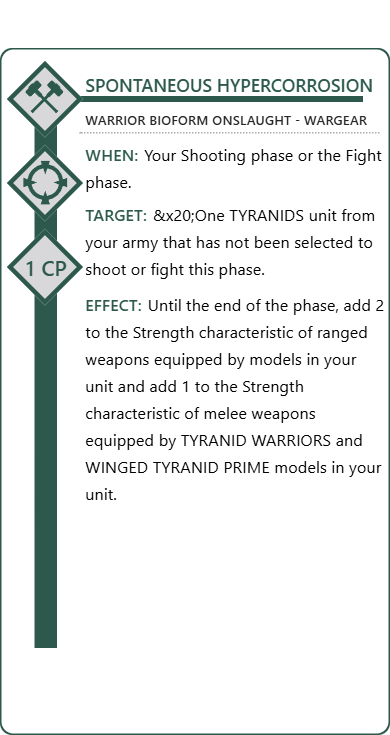 SPONTANEOUS HYPERCORROSION
WARRIOR BIOFORM ONSLAUGHT - WARGEAR
WHEN: Your Shooting phase or the Fight
phase.
TARGET: &x20;One TYRANIDS unit from
your army that has not been selected to
shoot or fight this phase.
1 CP
EFFECT: Until the end of the phase, add 2
to the Strength characteristic of ranged
weapons equipped by models in your
unit and add 1 to the Strength
characteristic of melee weapons
equipped by TYRANID WARRIORS and
WINGED TYRANID PRIME models in your
unit.